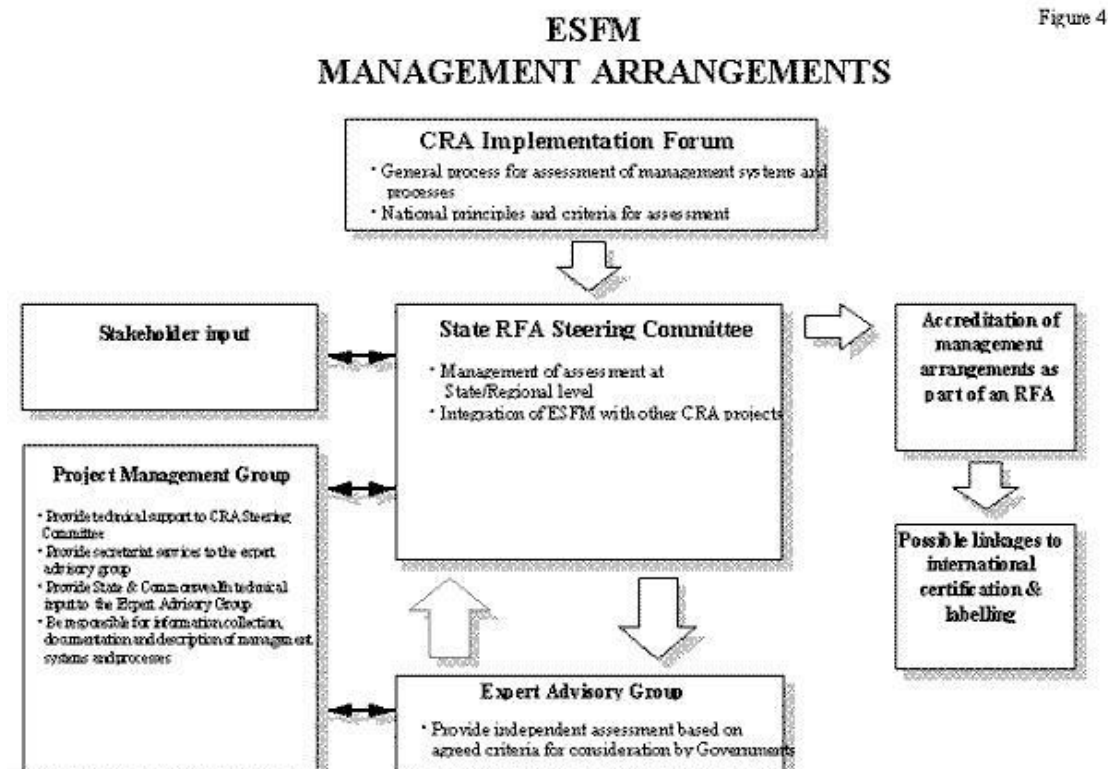 Figure 4
ESFM
MANAGEMENT ARRANGEMENTS
CRA Implementation Forum
· General process for assessment of management systems and
processes
· National principles and criteria for assessment
Stakeholder input
State RFA Steering Committee
· Management of assessment at
State/Regional level
· Integration of ESFM with other CRA projects
Accreditation of
management
arrangements as
part of an RFA
Project Management Group
· Provide technical support to CRA Steering
Committee
· Provide secretariat services to the expert
advisory group
· Provide State & Commonwealth technical
input to the Expert Advisory Group
· Be responsible for information collection,
documentation and description of management
systems and processes
Possible linkages to
international
certification &
labelling
Expert Advisory Group
· Provide independent assessment based on
agreed criteria for consideration by Governments